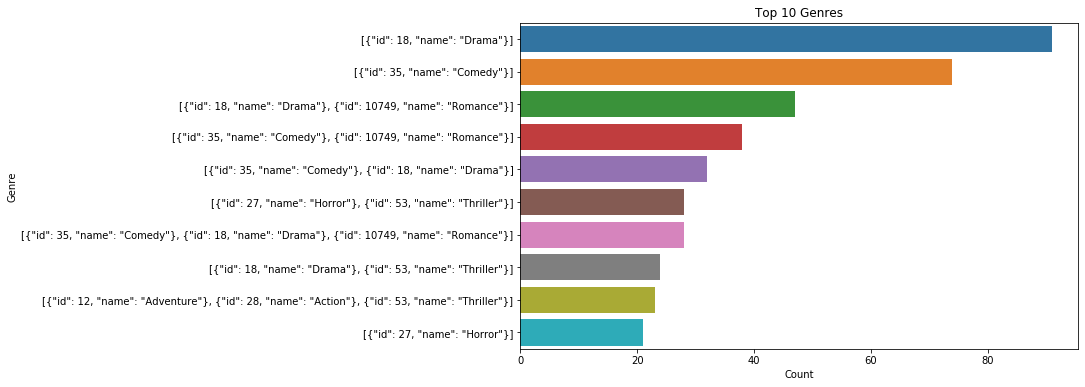 Top 10 Genres
Genre
[{"id": 18, "name": "Drama"}]
[{"id": 35, "name": "Comedy"}]
[{"id": 18, "name": "Drama"}, {"id": 10749, "name": "Romance"}]
[{"id": 35, "name": "Comedy"}, {"id": 10749, "name": "Romance"}]
[{"id": 35, "name": "Comedy"}, {"id": 18, "name": "Drama"}]
[{"id": 27, "name": "Horror"}, {"id": 53, "name": "Thriller"}]
[{"id": 35, "name": "Comedy"}, {"id": 18, "name": "Drama"}, {"id": 10749, "name": "Romance"}]
[{"id": 18, "name": "Drama"}, {"id": 53, "name": "Thriller"}]
[{"id": 12, "name": "Adventure"}, {"id": 28, "name": "Action"}, {"id": 53, "name": "Thriller"}]
[{"id": 27, "name": "Horror"}]
0 20 40 60 80
Count